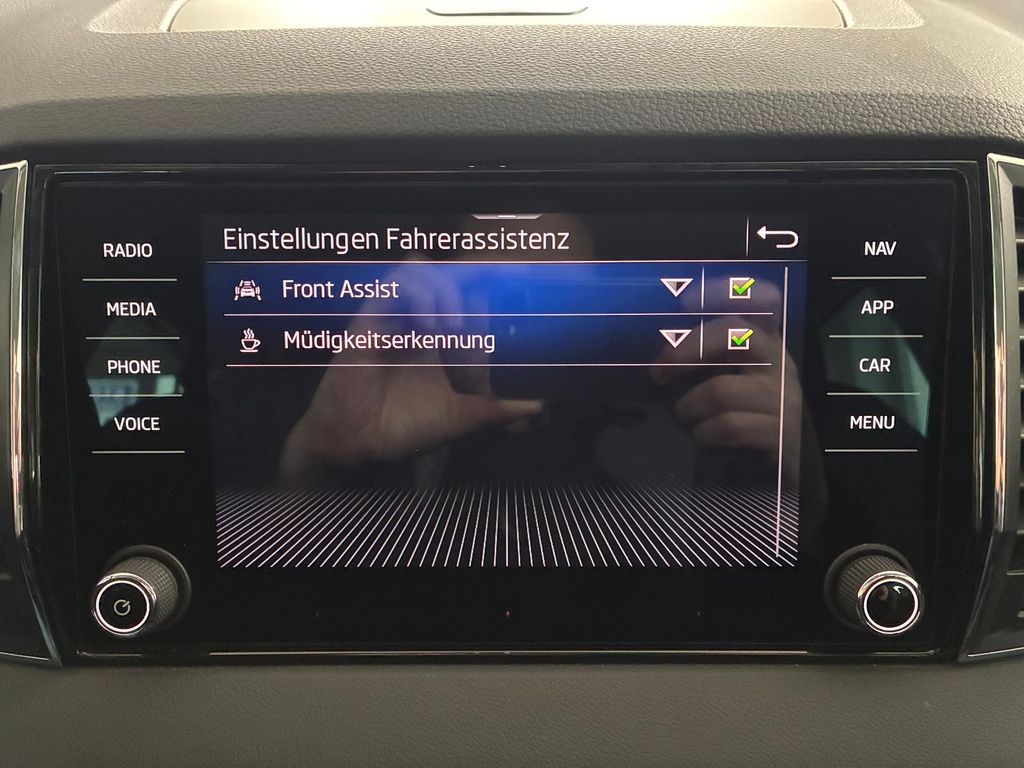 Einstellungen Fahrerassistenz
Front Assist
Müdigkeitserkennung
RADIO
MEDIA
PHONE
VOICE
NAV
APP
CAR
MENU